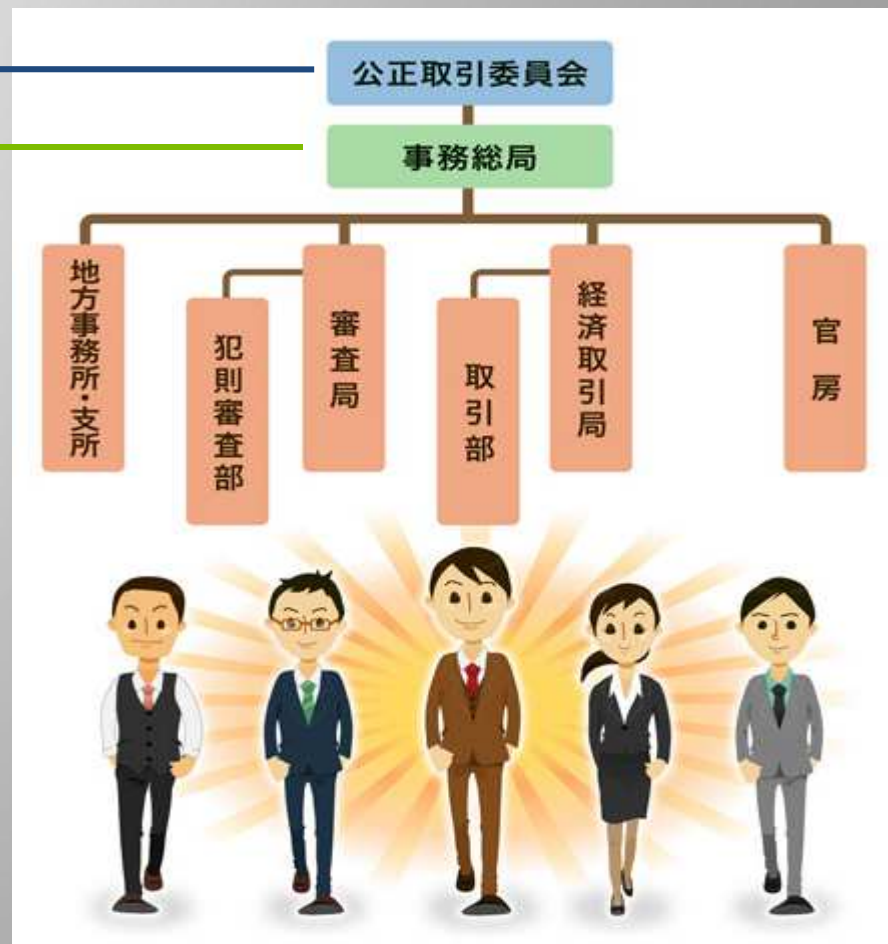 公正取引委員会
事務総局
地方事務所・支所
犯則審査部
審査局
取引部
経済取引局
官房